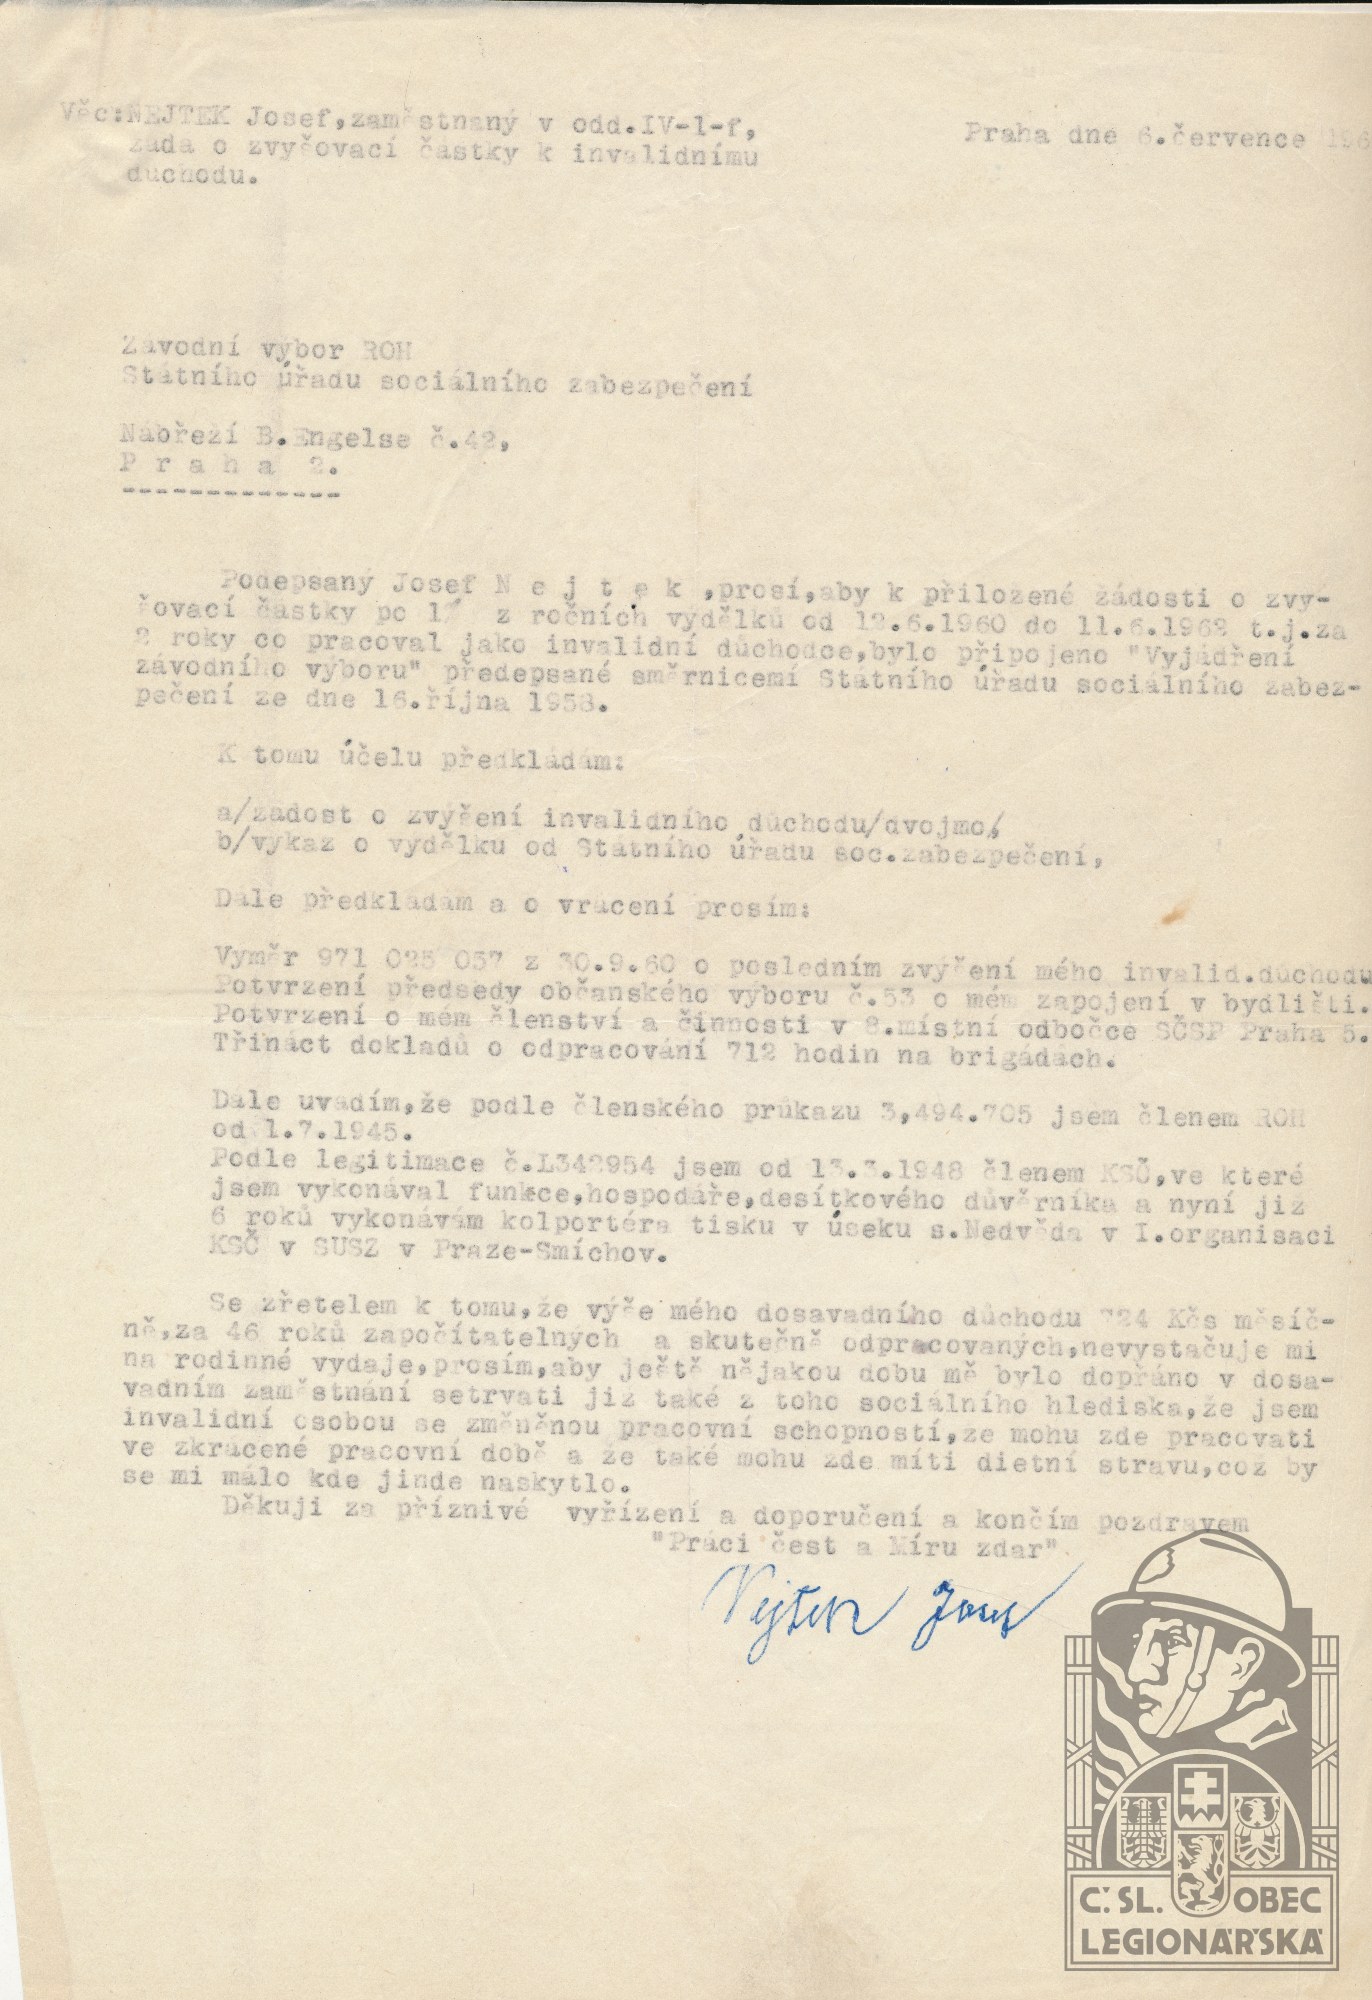 Věc:NEJTEK Josef,zaměstnaný v odd.IV-1-f,
žádá o zvyčovací částky k invalidnímu
důchodu.
Praha dne 6.července 196
Závodní výbor ROH
Státního úřadu sociálního zabezpečení
Nábřeží B.Engelse č.42,
P r a h a 2.
-------------
Podepsaný Josef N e j t e k ,prosí,aby k přilozené žádosti o zvy-
šovací částky po 1% z ročních výdělků od 12.6.1960 do 11.6.1962 t.j.za
2 roky co pracoval jako invalidní důchodce,bylo připojeno "Vyjádření
závodního výboru" předepsané směrnicemi Státního úřadu sociálního zabez-
pečení ze dne 16.října 1958.
K tomu účelu předkládám:
a/žádost o zvýšení invalidního důchodu/dvojmo/
b/výkaz o výdělku od Státního úřadu soc.zabezpečení,
Dále předkládám a o vrácení prosím:
Výměr 971 025 057 z 30.9.60 o posledním zvýšení mého invalid.důchodu
Potvrzení předsedy občanského výboru č.53 o mém zapojení v bydlišti.
Potvrzení o mém členství a činnosti v 8.místní odbočce SČSP Praha 5.
Třináct dokladů o odpracování 712 hodin na brigádách.
Dále uvádím,že podle členského průkazu 3,494.705 jsem členem ROH
od 1.7.1945.
Podle legitimace č.L342954 jsem od 13.3.1948 členem KSČ,ve které
jsem vykonával funkce,hospodáře,desítkového důvěrníka a nyní již
6 roků vykonávám kolportéra tisku v úseku s.Nedvěda v I.organisaci
KSČ v SUSZ v Praze-Smíchov.
Se zřetelem k tomu,že výše mého dosavadního důchodu 724 Kčs měsíč-
ně,za 46 roků započítatelných a skutečně odpracovaných,nevystačuje mi
na rodinné vydaje,prosím,aby ještě nějakou dobu mě bylo dopřáno v dosa-
vadním zaměstnání setrvati již také z toho sociálního hlediska,že jsem
invalidní osobou se změněnou pracovní schopností,že mohu zde pracovati
ve zkrácené pracovní době a že také mohu zde míti dietní stravu,což by
se mi málo kde jinde naskytlo.
Děkuji za příznivé vyřízení a doporučení a končím pozdravem
"Práci čest a Míru zdar".
Nejtek Josef
Č. SL. OBEC
LEGIONÁŘSKÁ